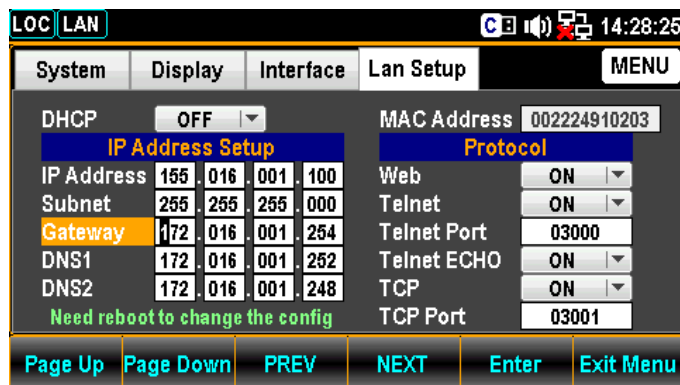 LOC LAN C 14:28:25
System Display Interface Lan Setup MENU
DHCP OFF MAC Address 002224910203
IP Address Setup Protocol
IP Address 155 . 016 . 001 . 100 Web ON
Subnet 255 . 255 . 255 . 000 Telnet ON
Gateway 172 . 016 . 001 . 254 Telnet Port 03000
DNS1 172 . 016 . 001 . 252 Telnet ECHO ON
DNS2 172 . 016 . 001 . 248 TCP ON
Need reboot to change the config TCP Port 03001
Page Up Page Down PREV NEXT Enter Exit Menu